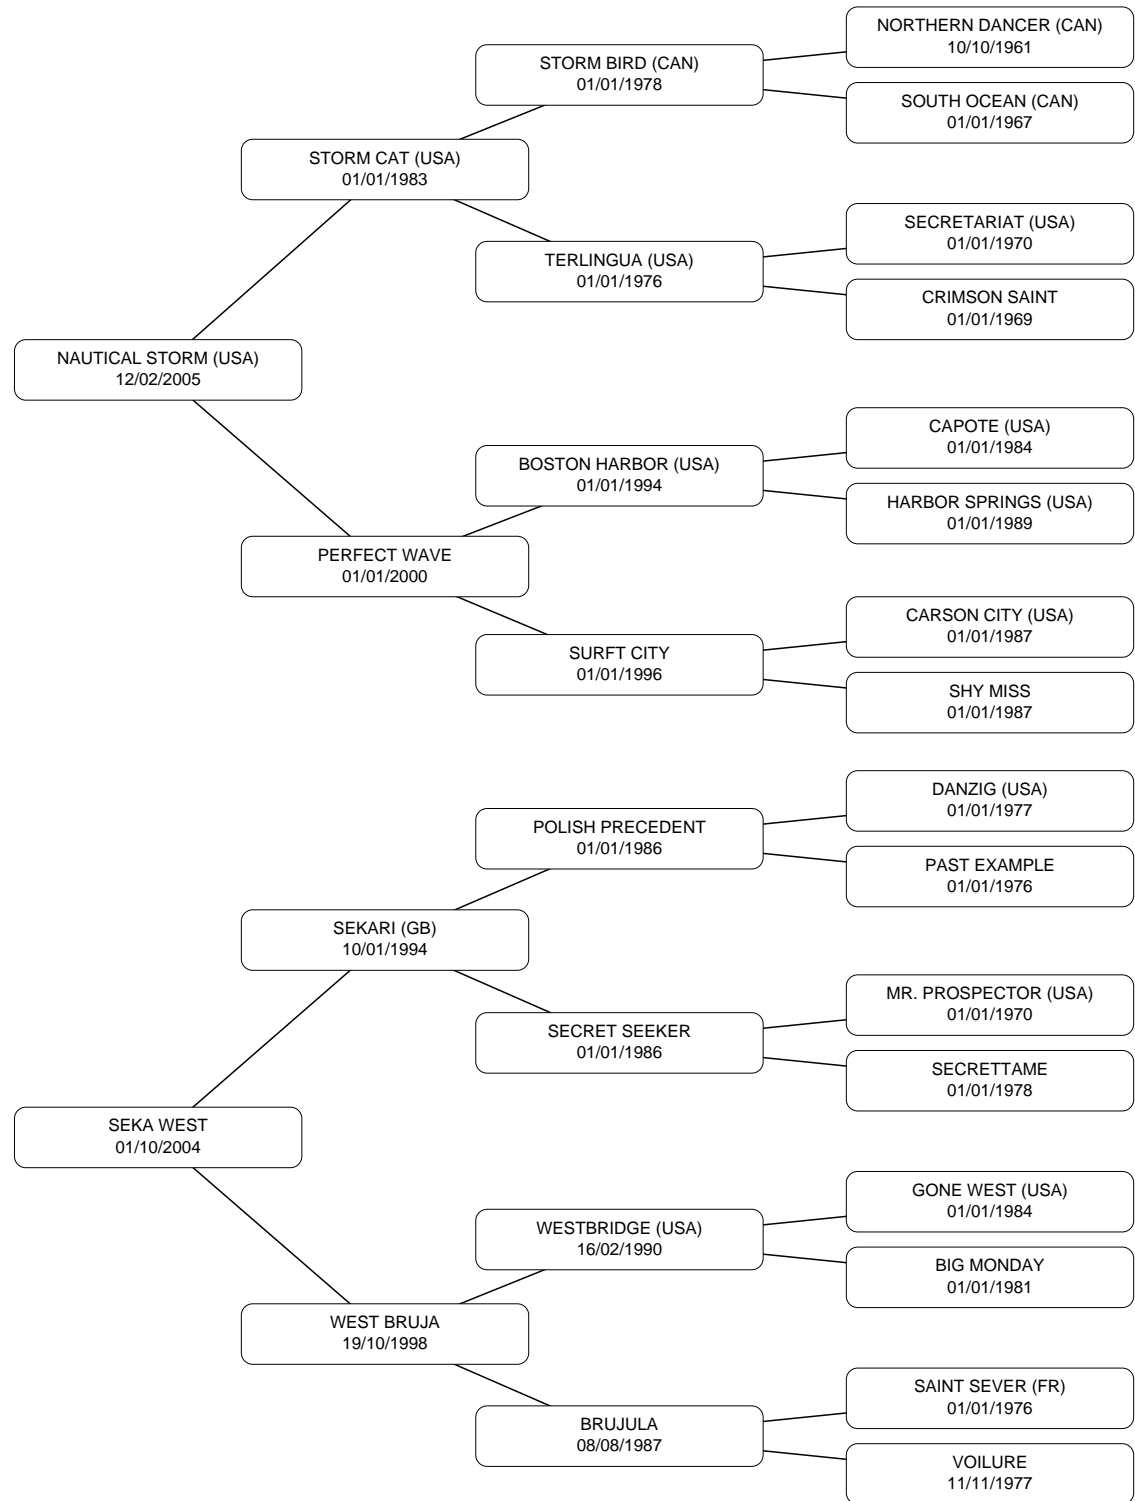 NORTHERN DANCER (CAN)
10/10/1961
STORM BIRD (CAN)
01/01/1978
SOUTH OCEAN (CAN)
01/01/1967
STORM CAT (USA)
01/01/1983
SECRETARIAT (USA)
01/01/1970
TERLINGUA (USA)
01/01/1976
CRIMSON SAINT
01/01/1969
NAUTICAL STORM (USA)
12/02/2005
CAPOTE (USA)
01/01/1984
BOSTON HARBOR (USA)
01/01/1994
HARBOR SPRINGS (USA)
01/01/1989
PERFECT WAVE
01/01/2000
CARSON CITY (USA)
01/01/1987
SURFT CITY
01/01/1996
SHY MISS
01/01/1987
DANZIG (USA)
01/01/1977
POLISH PRECEDENT
01/01/1986
PAST EXAMPLE
01/01/1976
SEKARI (GB)
10/01/1994
MR. PROSPECTOR (USA)
01/01/1970
SECRET SEEKER
01/01/1986
SECRETTAME
01/01/1978
SEKA WEST
01/10/2004
GONE WEST (USA)
01/01/1984
WESTBRIDGE (USA)
16/02/1990
BIG MONDAY
01/01/1981
WEST BRUJA
19/10/1998
SAINT SEVER (FR)
01/01/1976
BRUJULA
08/08/1987
VOILURE
11/11/1977